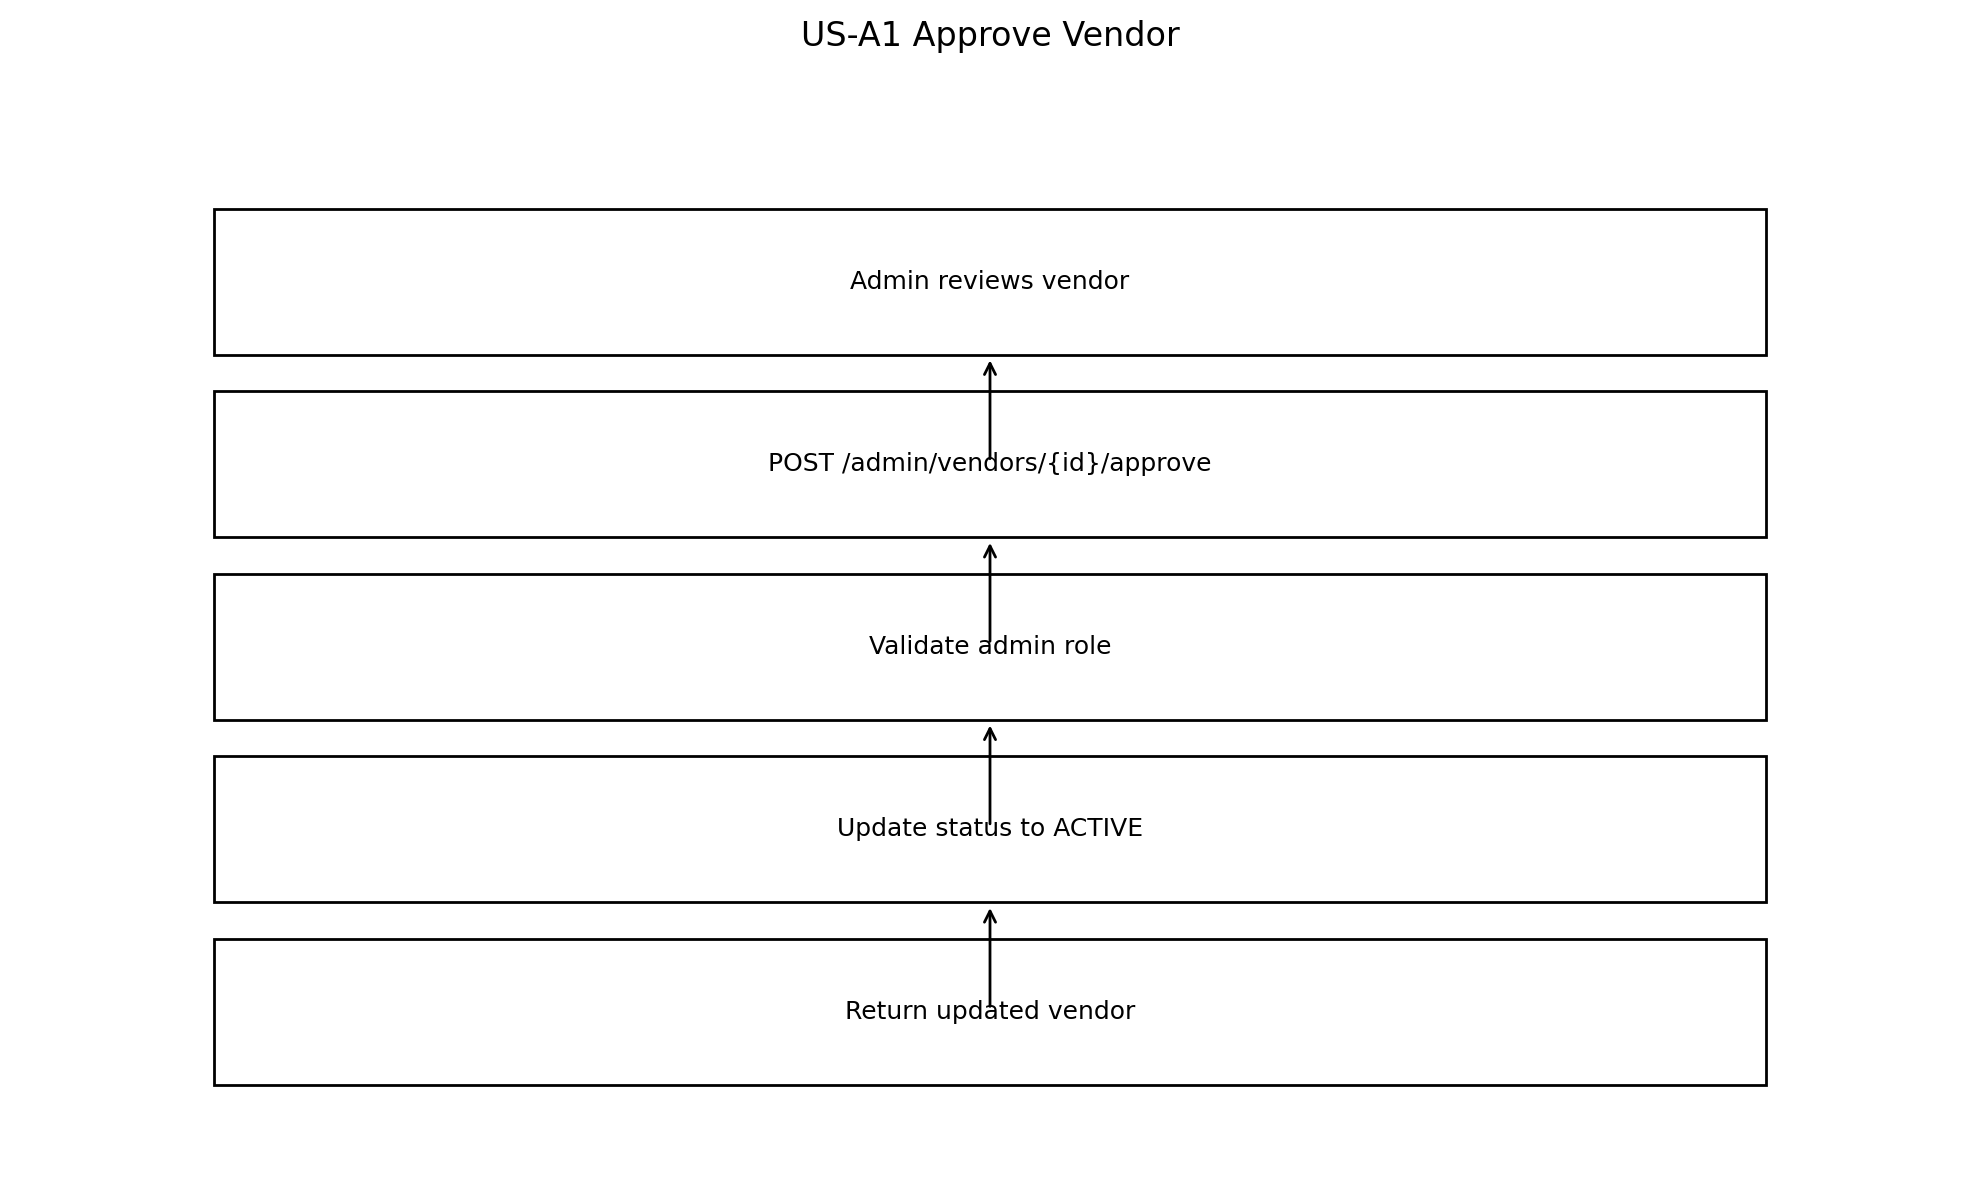 US-A1 Approve Vendor
Admin reviews vendor
POST /admin/vendors/{id}/approve
Validate admin role
Update status to ACTIVE
Return updated vendor